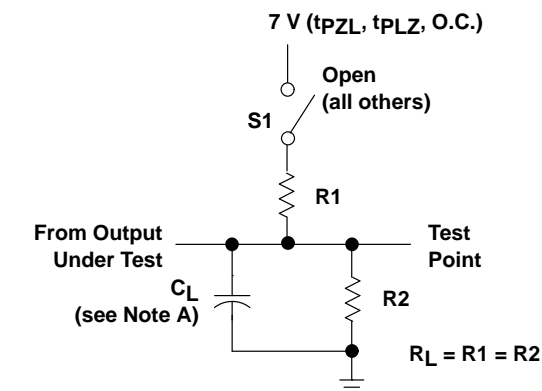 7 V (tPZL, tPLZ, O.C.)
Open
(all others)
S1
R1
From Output
Under Test
Test
Point
CL
(see Note A)
R2
RL = R1 = R2